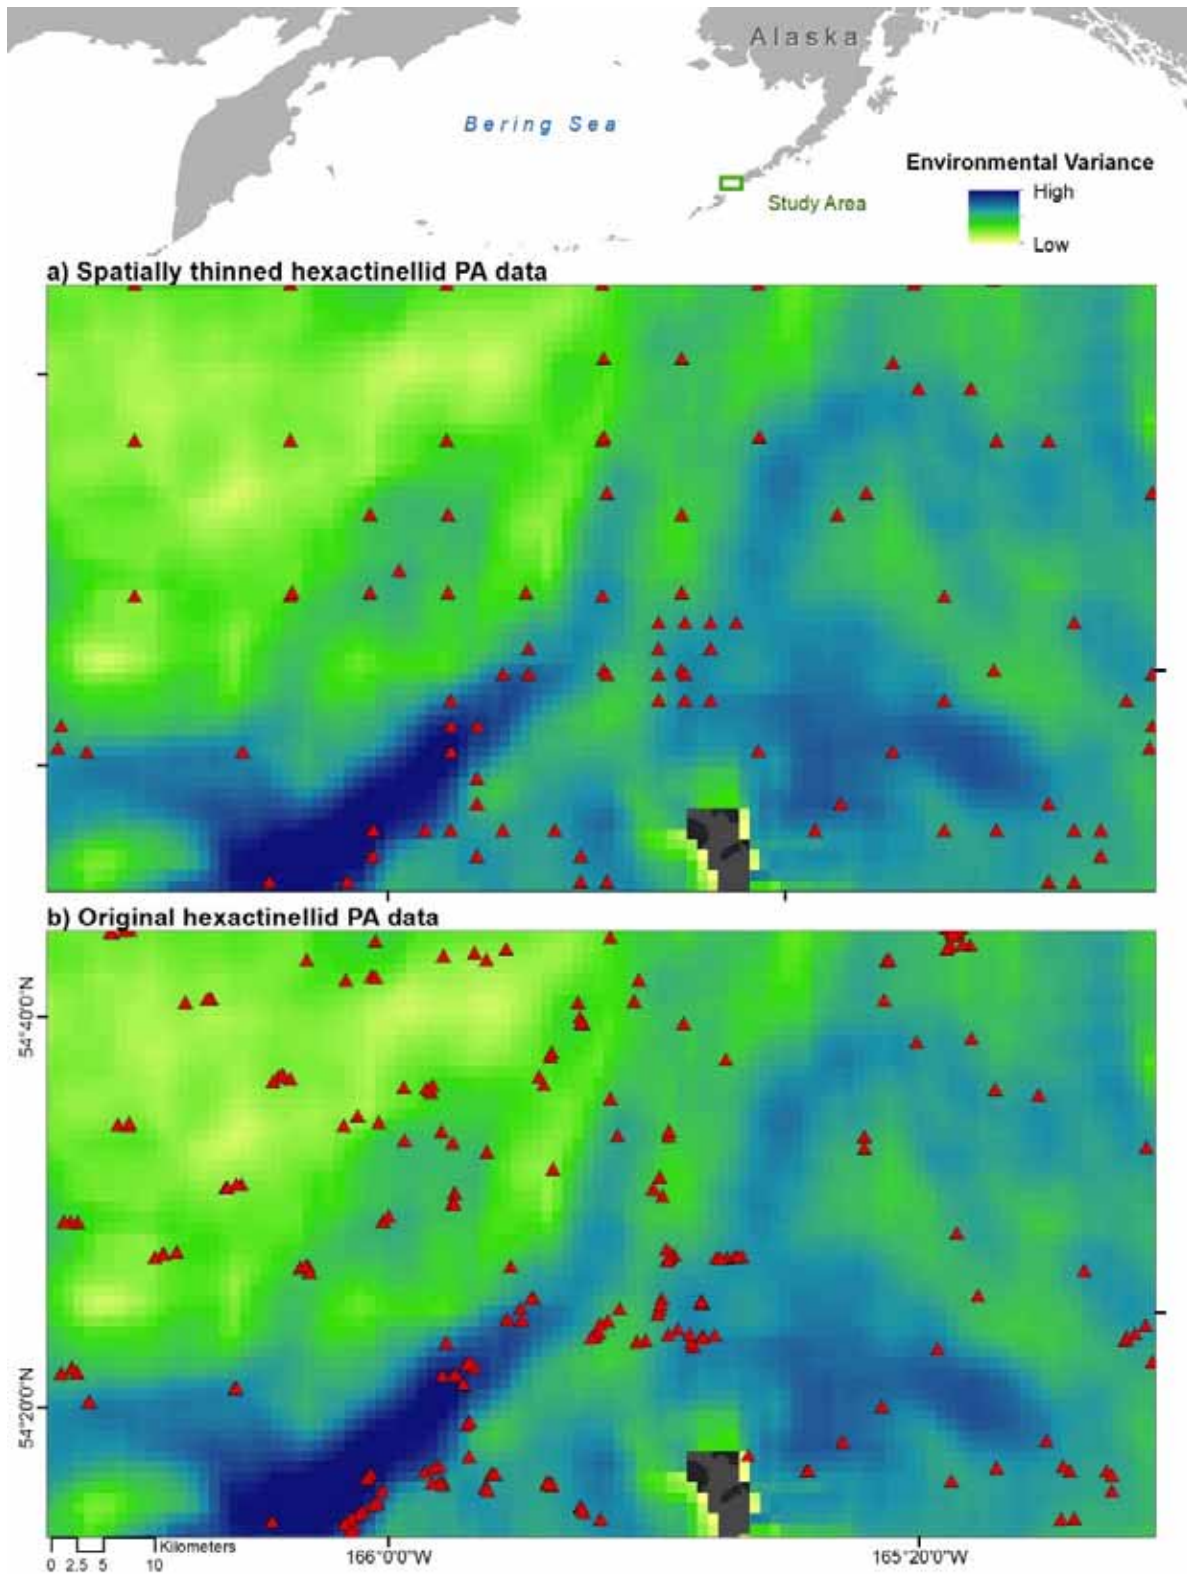 Alaska
Bering Sea
Environmental Variance
High
Study Area
Low
a) Spatially thinned hexactinellid PA data
b) Original hexactinellid PA data
54°40'0"N
54°20'0"N
Kilometers
0 2.5 5 10
166°0'0"W
165°20'0"W